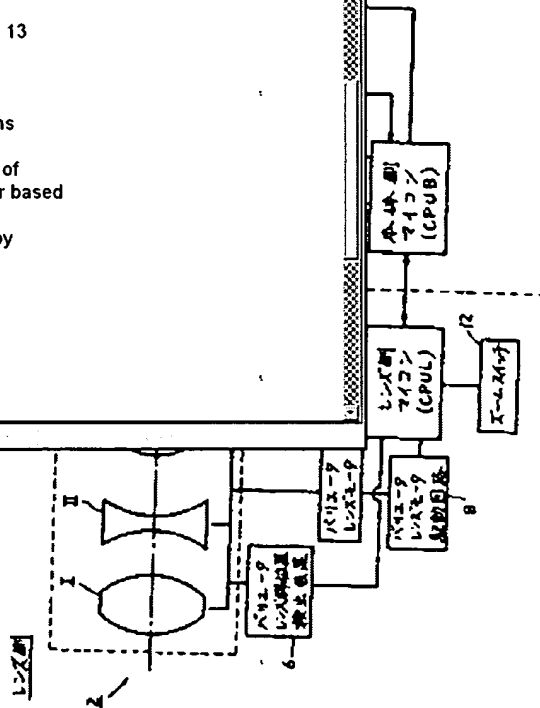 13
ns
of
r based
by
本体側
マイコン
(CPUB)
レンズ側
マイコン
(CPUL)
12
ズームスイッチ
バリエータ
レンズモータ
バリエータ
レンズモータ
駆動回路
8
II
I
バリエータ
レンズ群位置
検出装置
6
レンズ側
2